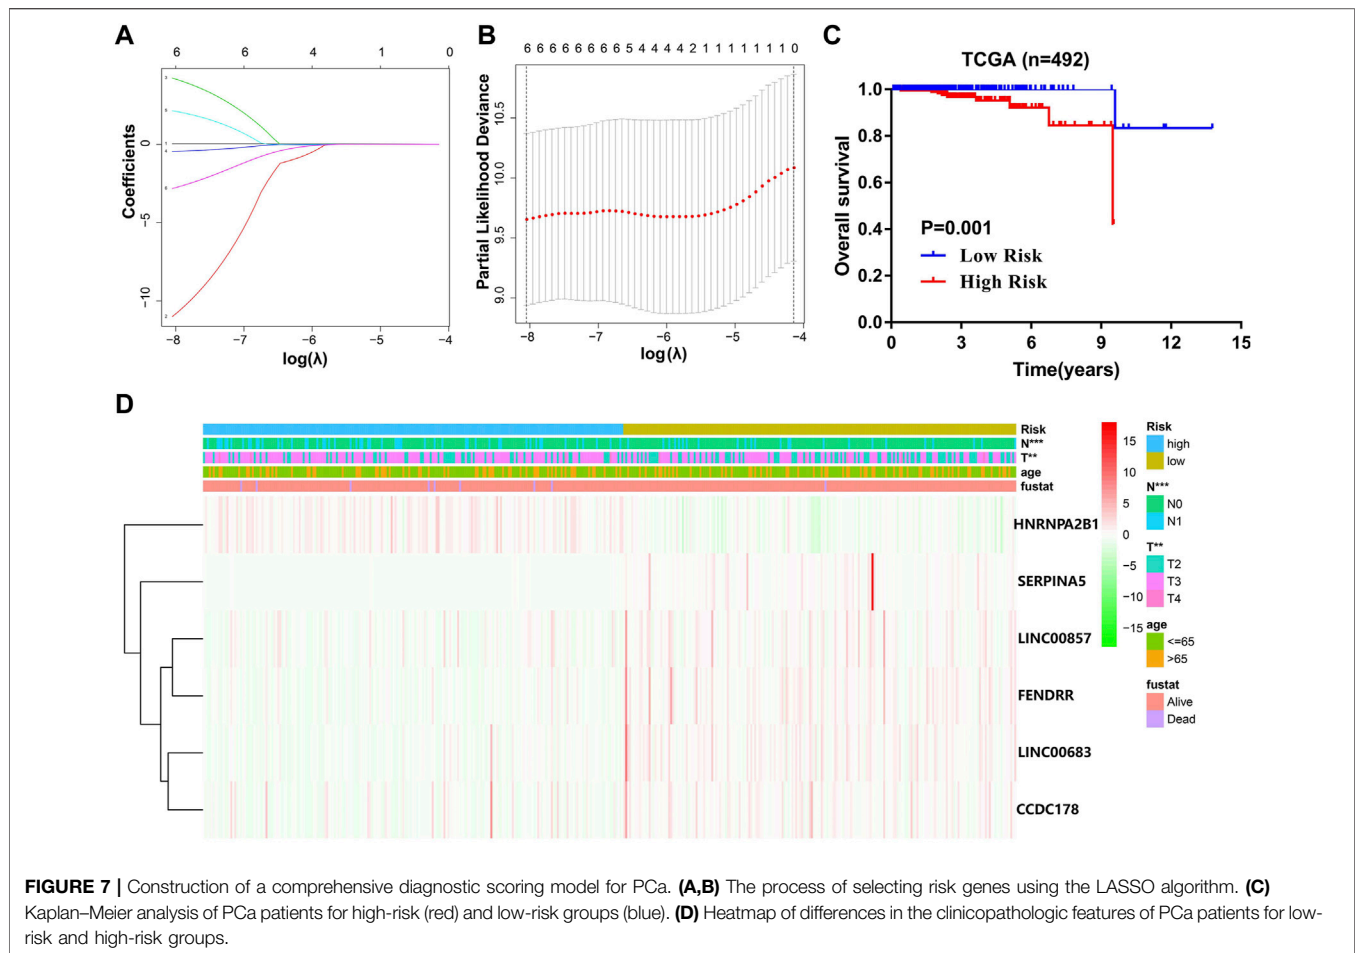 A
6 6 4 1 0
Coefficients
0
−5
−10
3
5
1
4
6
2
−8 −7 −6 −5 −4
log(λ)
B
6 6 6 6 6 6 6 6 5 4 4 4 4 2 1 1 1 1 1 1 1 0
Partial Likelihood Deviance
10.5
10.0
9.5
9.0
−8 −7 −6 −5 −4
log(λ)
C
TCGA (n=492)
Overall survival
1.0
0.8
0.6
0.4
0.2
0.0
P=0.001
Low Risk
High Risk
0 3 6 9 12 15
Time(years)
D
Risk
N***
T**
age
fustat
HNRNPA2B1
SERPINA5
LINC00857
FENDRR
LINC00683
CCDC178
15
10
5
0
−5
−10
−15
Risk
high
low
N***
N0
N1
T**
T2
T3
T4
age
<=65
>65
fustat
Alive
Dead
FIGURE 7 | Construction of a comprehensive diagnostic scoring model for PCa. (A,B) The process of selecting risk genes using the LASSO algorithm. (C)
Kaplan–Meier analysis of PCa patients for high-risk (red) and low-risk groups (blue). (D) Heatmap of differences in the clinicopathologic features of PCa patients for low-
risk and high-risk groups.